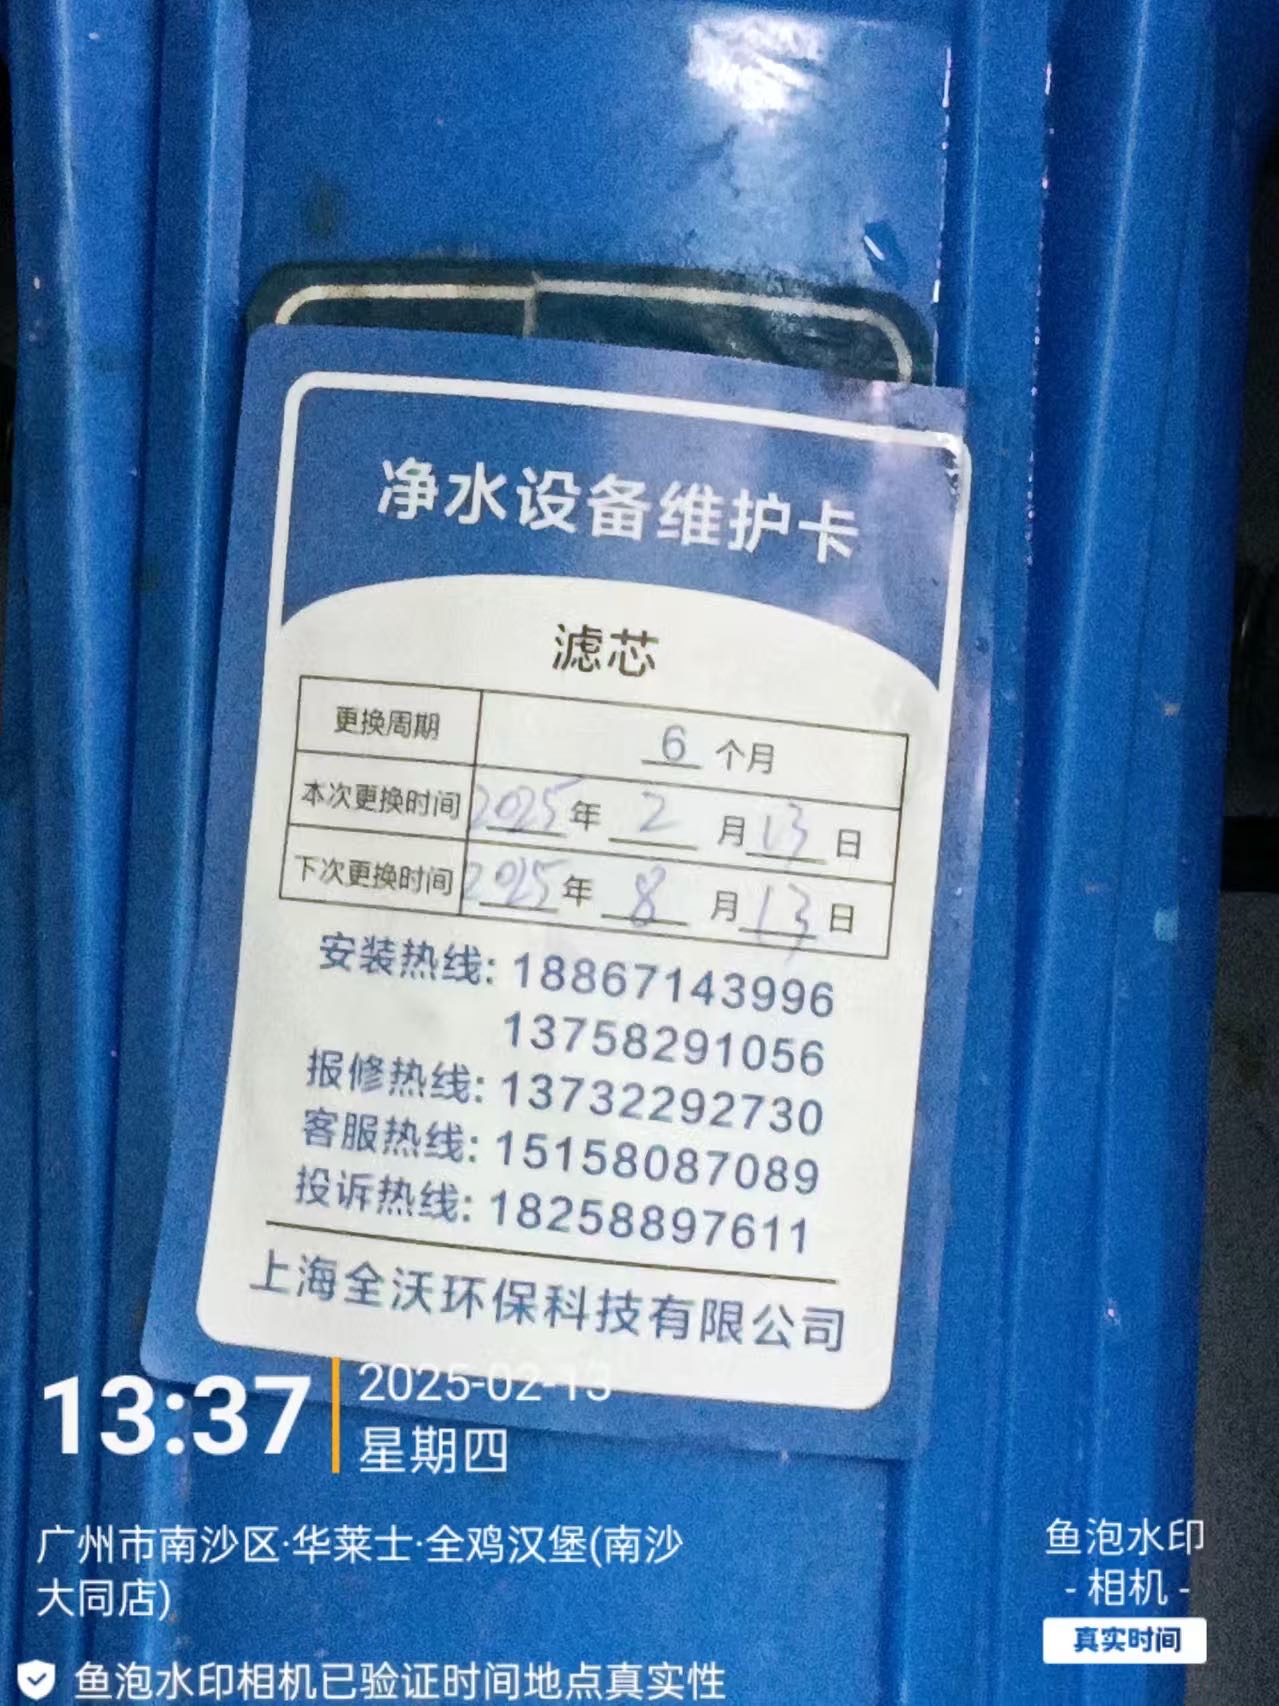 净水设备维护卡
滤芯
更换周期 6 个月
本次更换时间 2025 年 2 月 13 日
下次更换时间 2025 年 8 月 13 日
安装热线: 18867143996
13758291056
报修热线: 13732292730
客服热线: 15158087089
投诉热线: 18258897611
上海全沃环保科技有限公司
13:37
2025-02-13
星期四
广州市南沙区·华莱士·全鸡汉堡(南沙
大同店)
鱼泡水印相机已验证时间地点真实性
鱼泡水印
- 相机 -
真实时间